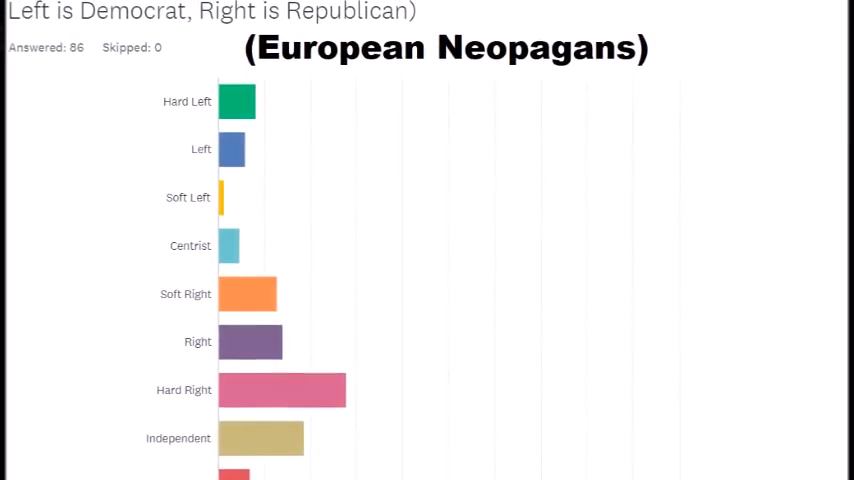 Left is Democrat, Right is Republican)
Answered: 86 Skipped: 0
(European Neopagans)
Hard Left
Left
Soft Left
Centrist
Soft Right
Right
Hard Right
Independent